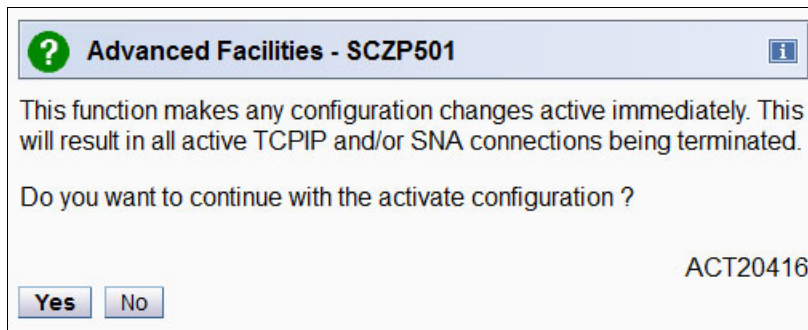 Advanced Facilities - SCZP501
This function makes any configuration changes active immediately. This
will result in all active TCPIP and/or SNA connections being terminated.
Do you want to continue with the activate configuration ?
ACT20416
Yes No